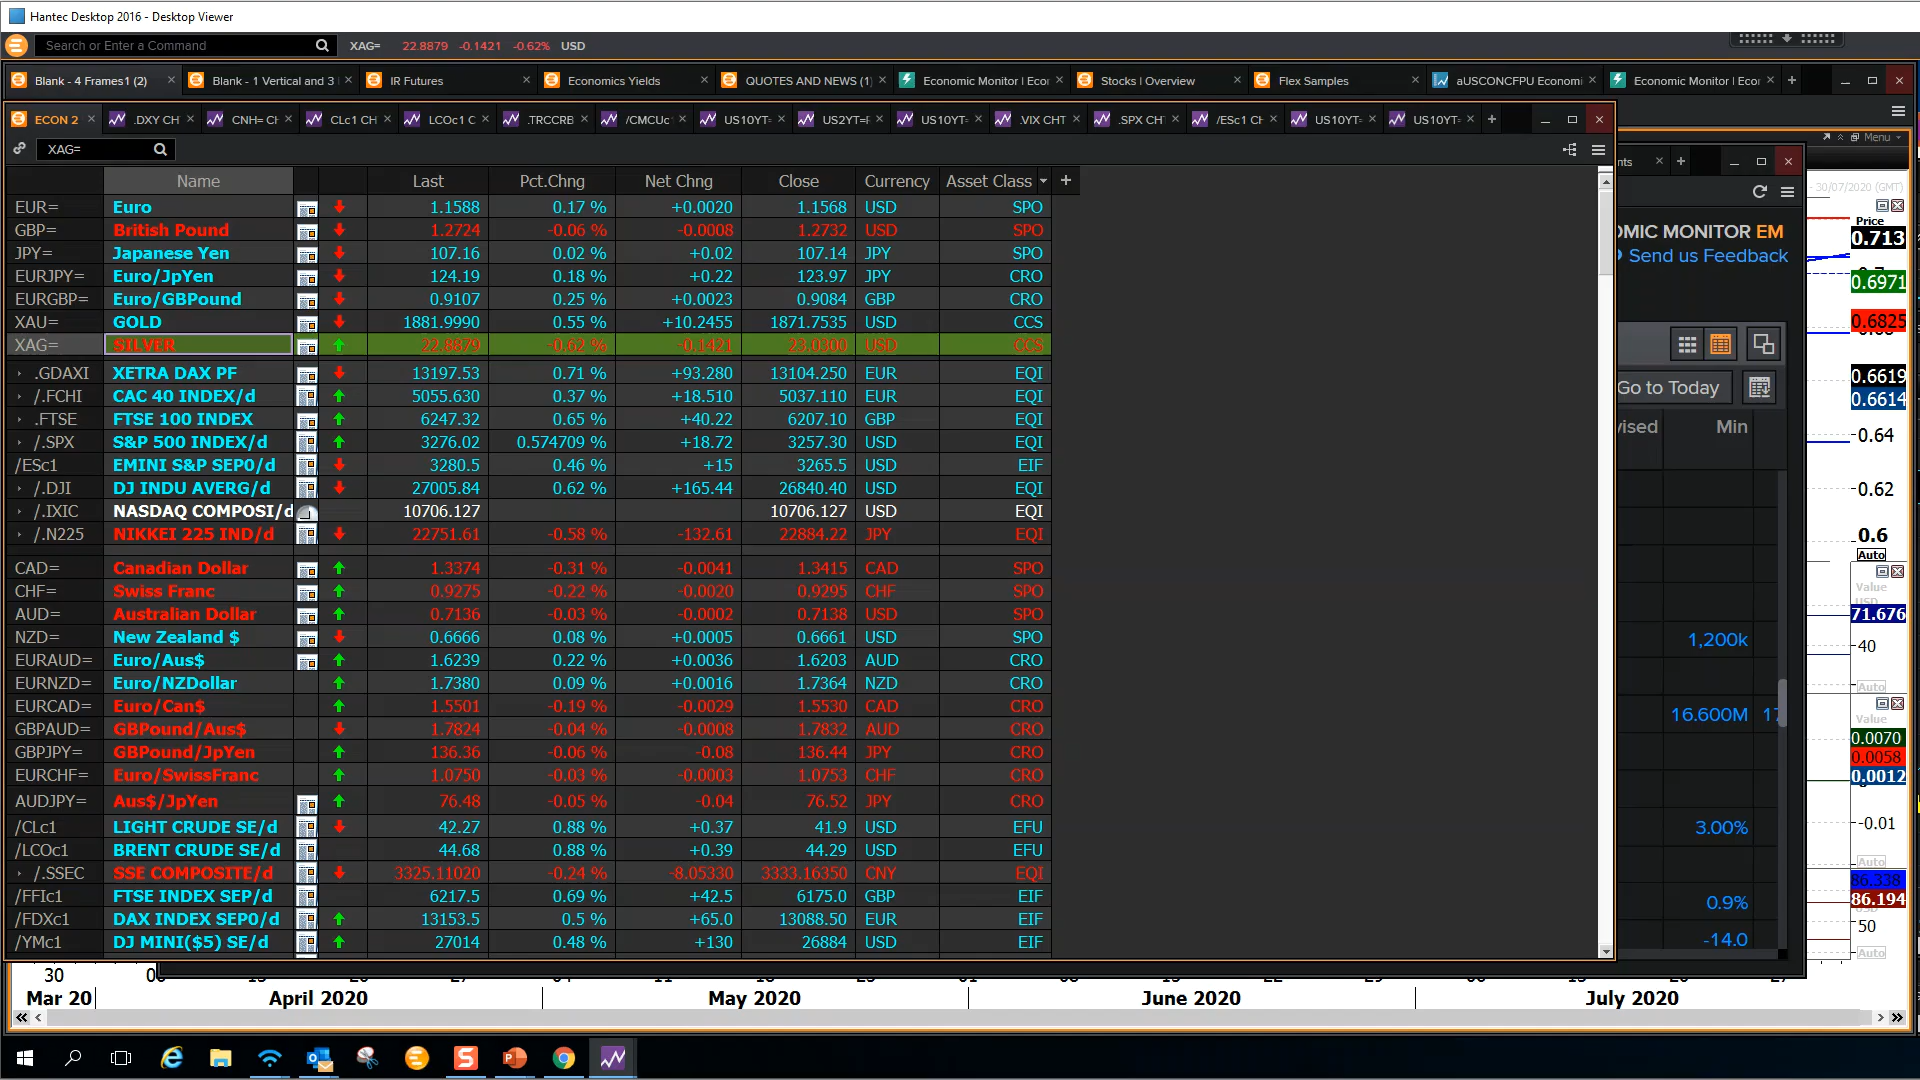 Hantec Desktop 2016 - Desktop Viewer
Search or Enter a Command XAG= 22.8879 -0.1421 -0.62% USD
Blank - 4 Frames1 (2) Blank - 1 Vertical and 3 IR Futures Economics Yields QUOTES AND NEWS (1) Economic Monitor | Ecor Stocks | Overview Flex Samples aUSCONCFPU Economi Economic Monitor | Ecor
ECON 2 .DXY CH CNH= CH CLc1 CH LCOc1 C .TRCCRB /CMCUc US10YT= US2YT= US10YT= .VIX CHT .SPX CH /ESc1 CH US10YT= US10YT=
XAG=
Menu
Name Last Pct.Chng Net Chng Close Currency Asset Class
EUR= Euro 1.1588 0.17 % +0.0020 1.1568 USD SPO
GBP= British Pound 1.2724 -0.06 % -0.0008 1.2732 USD SPO
JPY= Japanese Yen 107.16 0.02 % +0.02 107.14 JPY SPO
EURJPY= Euro/JpYen 124.19 0.18 % +0.22 123.97 JPY CRO
EURGBP= Euro/GBPound 0.9107 0.25 % +0.0023 0.9084 GBP CRO
XAU= GOLD 1881.9990 0.55 % +10.2455 1871.7535 USD CCS
XAG= SILVER 22.8879 -0.62 % -0.1421 23.0300 USD CCS
.GDAXI XETRA DAX PF 13197.53 0.71 % +93.280 13104.250 EUR EQI
/.FCHI CAC 40 INDEX/d 5055.630 0.37 % +18.510 5037.110 EUR EQI
.FTSE FTSE 100 INDEX 6247.32 0.65 % +40.22 6207.10 GBP EQI
/.SPX S&P 500 INDEX/d 3276.02 0.574709 % +18.72 3257.30 USD EQI
/ESc1 EMINI S&P SEP0/d 3280.5 0.46 % +15 3265.5 USD EIF
/.DJI DJ INDU AVERG/d 27005.84 0.62 % +165.44 26840.40 USD EQI
/.IXIC NASDAQ COMPOSI/d 10706.127 10706.127 USD EQI
/.N225 NIKKEI 225 IND/d 22751.61 -0.58 % -132.61 22884.22 JPY EQI
CAD= Canadian Dollar 1.3374 -0.31 % -0.0041 1.3415 CAD SPO
CHF= Swiss Franc 0.9275 -0.22 % -0.0020 0.9295 CHF SPO
AUD= Australian Dollar 0.7136 -0.03 % -0.0002 0.7138 USD SPO
NZD= New Zealand $ 0.6666 0.08 % +0.0005 0.6661 USD SPO
EURAUD= Euro/Aus$ 1.6239 0.22 % +0.0036 1.6203 AUD CRO
EURNZD= Euro/NZDollar 1.7380 0.09 % +0.0016 1.7364 NZD CRO
EURCAD= Euro/Can$ 1.5501 -0.19 % -0.0029 1.5530 CAD CRO
GBPAUD= GBPound/Aus$ 1.7824 -0.04 % -0.0008 1.7832 AUD CRO
GBPJPY= GBPound/JpYen 136.36 -0.06 % -0.08 136.44 JPY CRO
EURCHF= Euro/SwissFranc 1.0750 -0.03 % -0.0003 1.0753 CHF CRO
AUDJPY= Aus$/JpYen 76.48 -0.05 % -0.04 76.52 JPY CRO
/CLc1 LIGHT CRUDE SE/d 42.27 0.88 % +0.37 41.9 USD EFU
/LCOc1 BRENT CRUDE SE/d 44.68 0.88 % +0.39 44.29 USD EFU
/.SSEC SSE COMPOSITE/d 3325.11020 -0.24 % -8.05330 3333.16350 CNY EQI
/FFIc1 FTSE INDEX SEP/d 6217.5 0.69 % +42.5 6175.0 GBP EIF
/FDXc1 DAX INDEX SEP0/d 13153.5 0.5 % +65.0 13088.50 EUR EIF
/YMc1 DJ MINI($5) SE/d 27014 0.48 % +130 26884 USD EIF
nts
OMIC MONITOR EM
Send us Feedback
Go to Today
vised Min
1,200k
16.600M 17
3.00%
0.9%
-14.0
- 30/07/2020 (GMT)
Price
0.713
0.6971
0.6825
0.6619
0.6614
0.64
0.62
0.6
Auto
Value
USD
71.676
40
Auto
Value
0.0070
0.0058
0.0012
-0.01
Auto
86.338
86.194
50
Auto
30
Mar 20 April 2020 May 2020 June 2020 July 2020